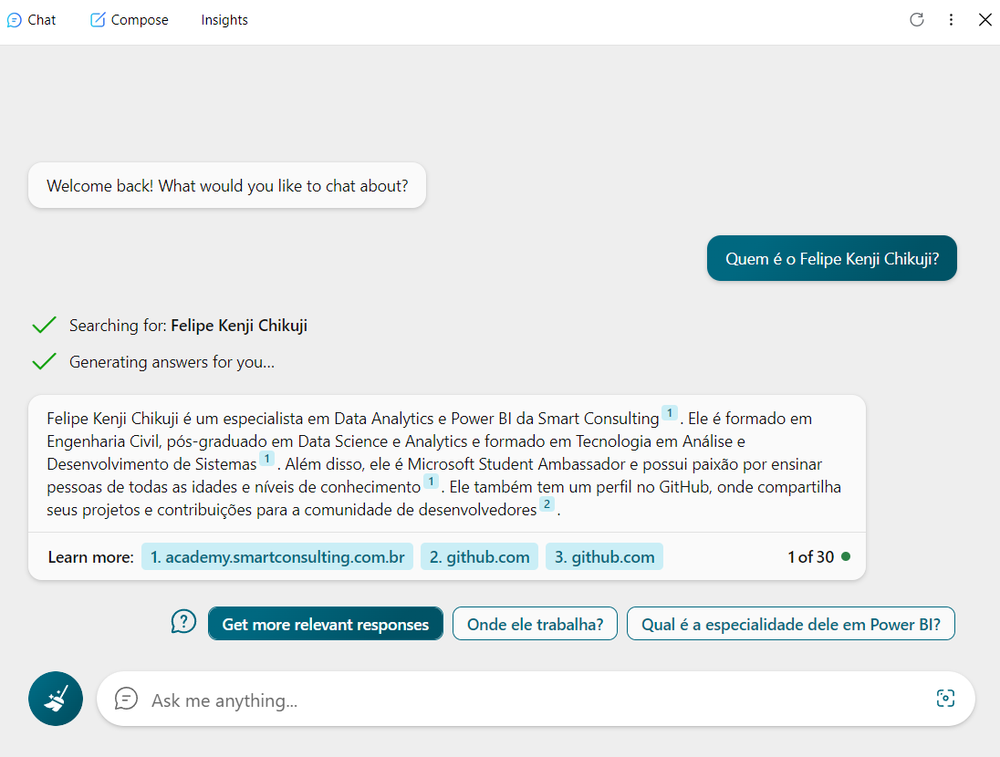 Chat Compose Insights
Welcome back! What would you like to chat about?
Quem é o Felipe Kenji Chikuji?
Searching for: Felipe Kenji Chikuji
Generating answers for you...
Felipe Kenji Chikuji é um especialista em Data Analytics e Power BI da Smart Consulting 1 . Ele é formado em
Engenharia Civil, pós-graduado em Data Science e Analytics e formado em Tecnologia em Análise e
Desenvolvimento de Sistemas 1 . Além disso, ele é Microsoft Student Ambassador e possui paixão por ensinar
pessoas de todas as idades e níveis de conhecimento 1 . Ele também tem um perfil no GitHub, onde compartilha
seus projetos e contribuições para a comunidade de desenvolvedores 2 .
Learn more: 1. academy.smartconsulting.com.br 2. github.com 3. github.com 1 of 30
Get more relevant responses Onde ele trabalha? Qual é a especialidade dele em Power BI?
Ask me anything...